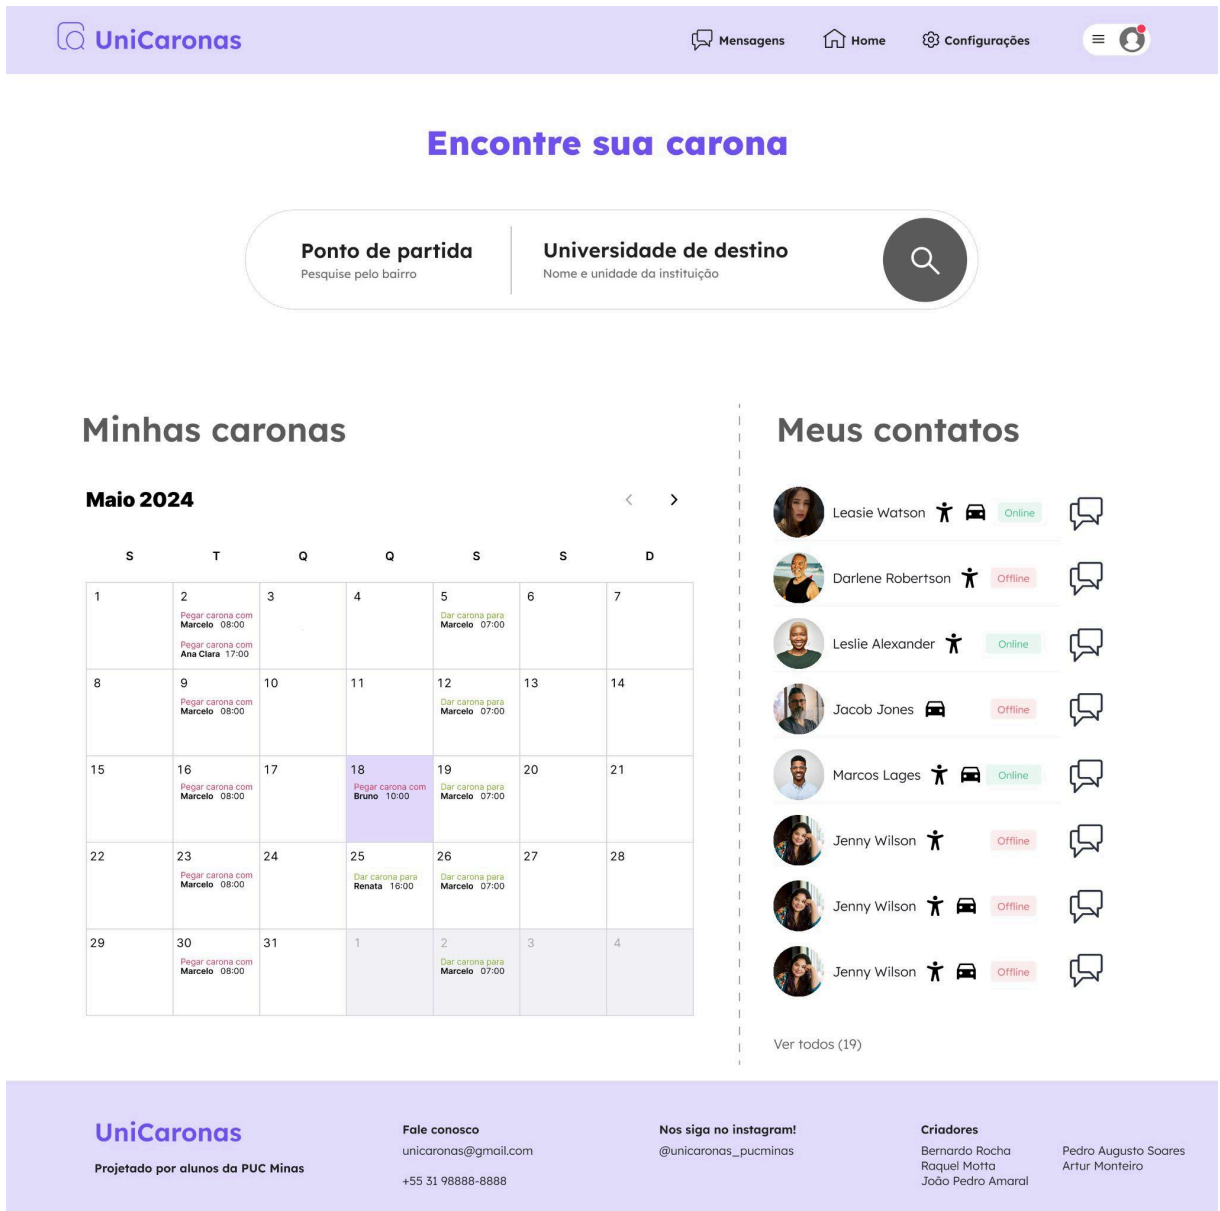 UniCaronas
Mensagens
Home
Configurações
Encontre sua carona
Ponto de partida
Pesquise pelo bairro
Universidade de destino
Nome e unidade da instituição
Minhas caronas
Maio 2024
S T Q Q S S D
1 2 3 4 5 6 7
Pegar carona com
Marcelo 08:00
Pegar carona com
Ana Clara 17:00
Dar carona para
Marcelo 07:00
8 9 10 11 12 13 14
Pegar carona com
Marcelo 08:00
Dar carona para
Marcelo 07:00
15 16 17 18 19 20 21
Pegar carona com
Marcelo 08:00
Pegar carona com
Bruno 10:00
Dar carona para
Marcelo 07:00
22 23 24 25 26 27 28
Pegar carona com
Marcelo 08:00
Dar carona para
Renata 16:00
Dar carona para
Marcelo 07:00
29 30 31 1 2 3 4
Pegar carona com
Marcelo 08:00
Dar carona para
Marcelo 07:00
Meus contatos
Leasie Watson Online
Darlene Robertson Offline
Leslie Alexander Online
Jacob Jones Offline
Marcos Lages Online
Jenny Wilson Offline
Jenny Wilson Offline
Jenny Wilson Offline
Ver todos (19)
UniCaronas
Projetado por alunos da PUC Minas
Fale conosco
unicaronas@gmail.com
+55 31 98888-8888
Nos siga no instagram!
@unicaronas_pucminas
Criadores
Bernardo Rocha
Raquel Motta
João Pedro Amaral
Pedro Augusto Soares
Artur Monteiro